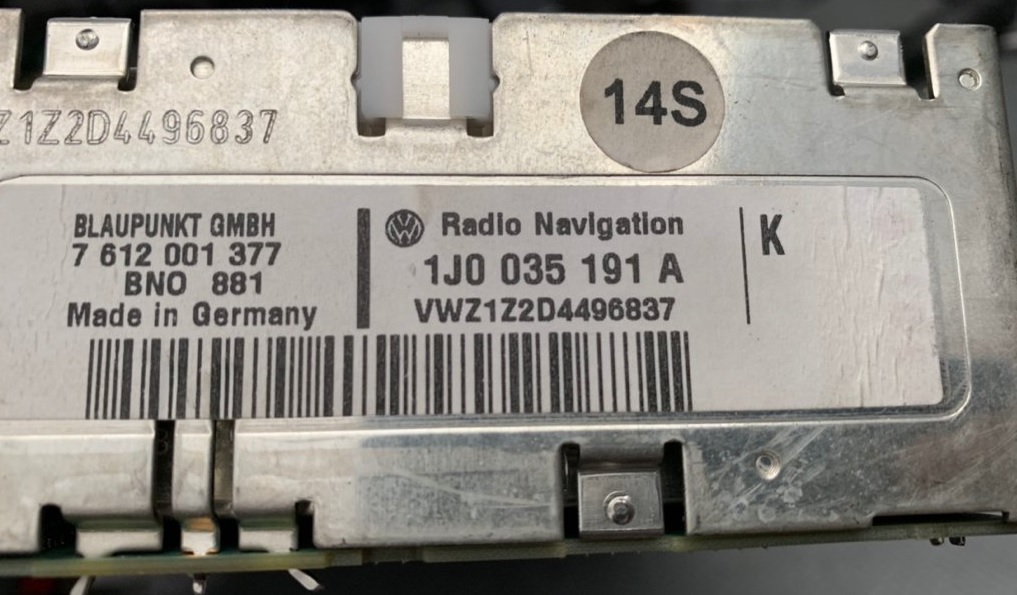 14S
Z1Z2D4496837
BLAUPUNKT GMBH
7 612 001 377
BNO 881
Made in Germany
VW Radio Navigation
1J0 035 191 A
VWZ1Z2D4496837
K